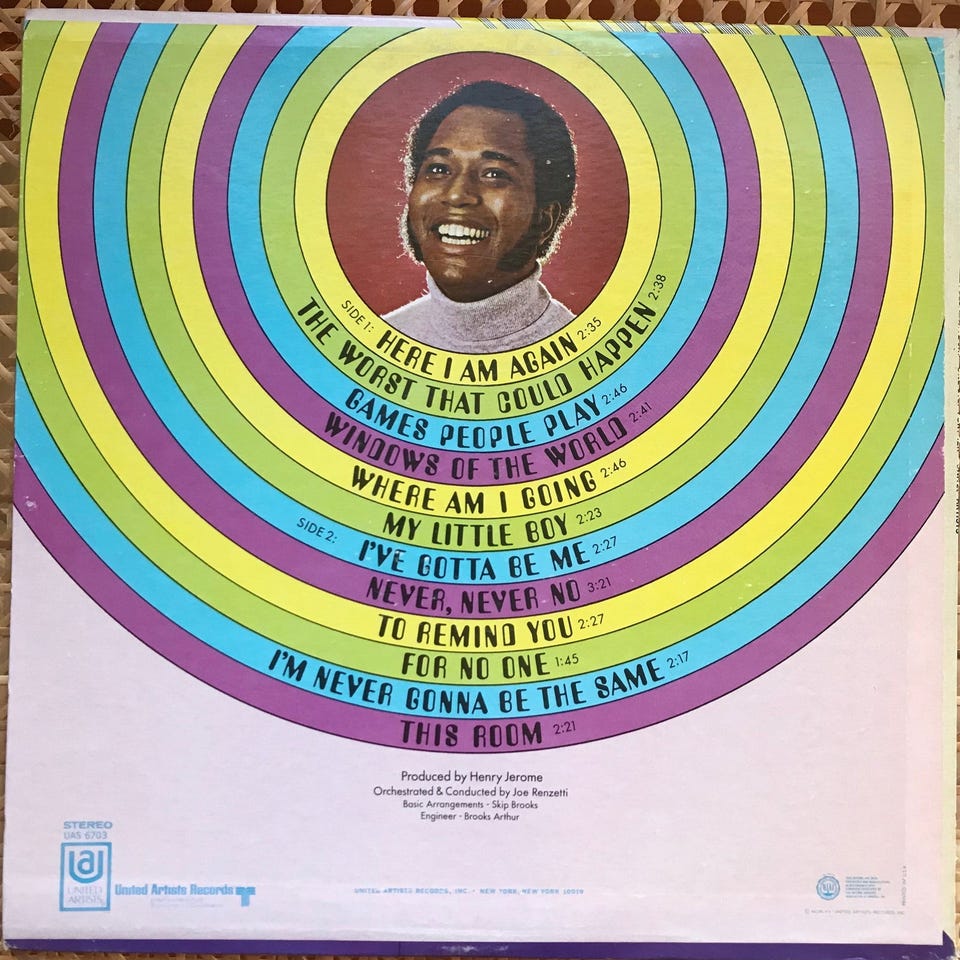 SIDE 1: HERE I AM AGAIN 2:35
THE WORST THAT COULD HAPPEN 2:38
GAMES PEOPLE PLAY 2:46
WINDOWS OF THE WORLD 2:41
WHERE AM I GOING 2:46
MY LITTLE BOY 2:23
SIDE 2: I'VE GOTTA BE ME 2:27
NEVER, NEVER NO 3:21
TO REMIND YOU 2:27
FOR NO ONE 1:45
I'M NEVER GONNA BE THE SAME 2:17
THIS ROOM 2:21
Produced by Henry Jerome
Orchestrated & Conducted by Joe Renzetti
Basic Arrangements - Skip Brooks
Engineer - Brooks Arthur
STEREO
UAS 6703
UA
UNITED
ARTISTS
United Artists Records
UNITED ARTISTS RECORDS, INC. • NEW YORK, NEW YORK 10019